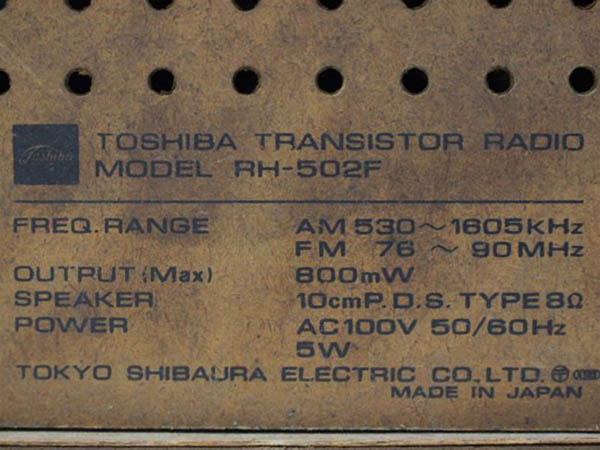 Toshiba
TOSHIBA TRANSISTOR RADIO
MODEL RH-502F
FREQ. RANGE AM 530~1605KHz
FM 76 ~ 90MHz
OUTPUT (Max) 800mW
SPEAKER 10cm P.D.S. TYPE 8Ω
POWER AC100V 50/60Hz
5W
TOKYO SHIBAURA ELECTRIC CO., LTD.
MADE IN JAPAN